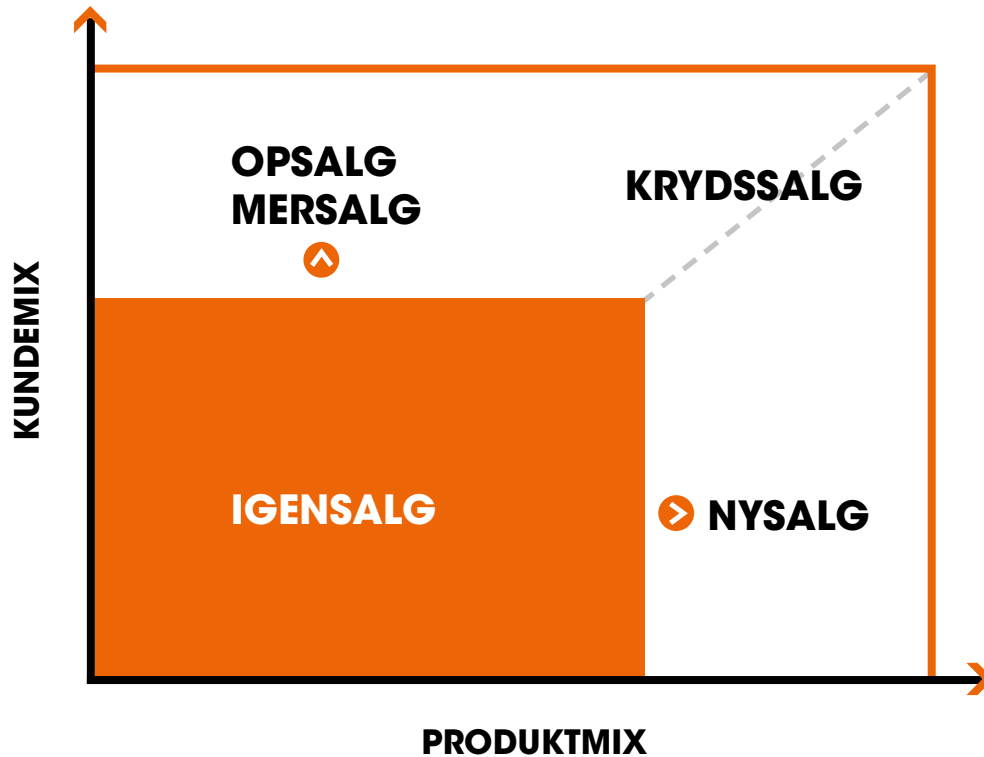 OPSALG
MERSALG
KRYDSSALG
KUNDEMIX
IGENSALG
NYSALG
PRODUKTMIX